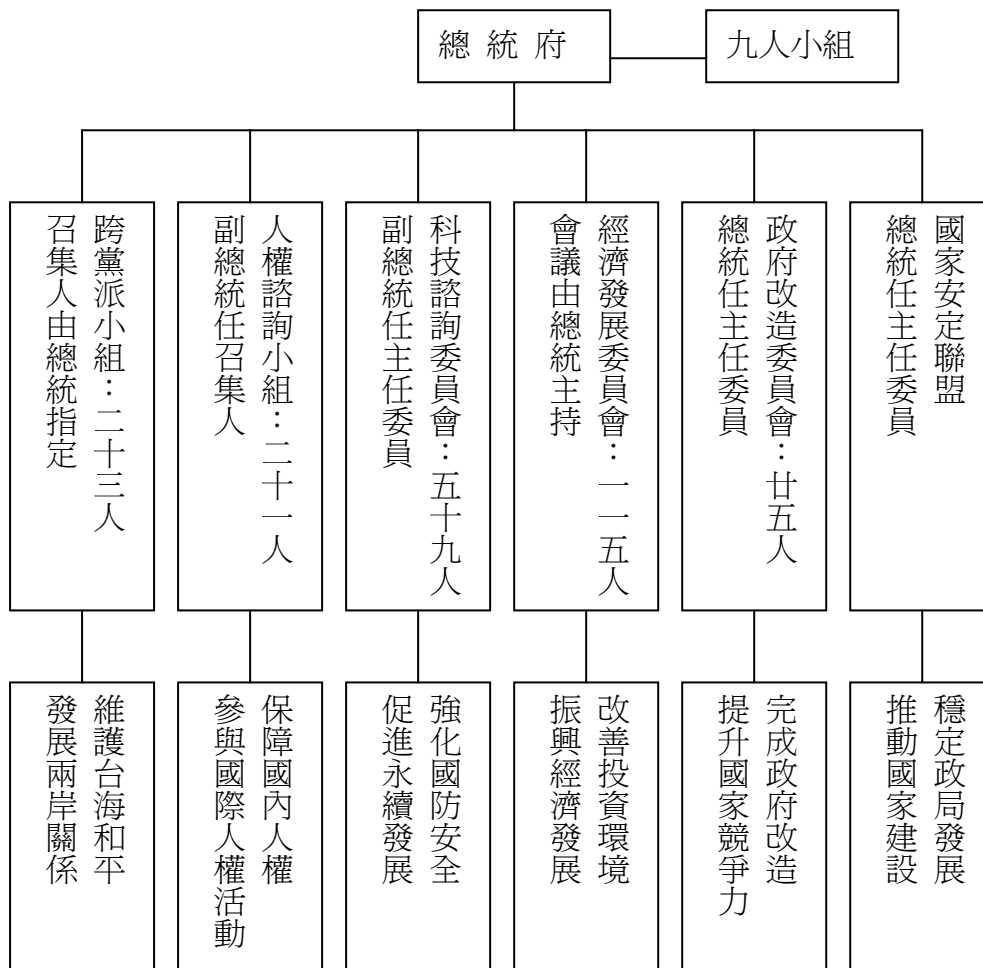 總統府
九人小組
國家安定聯盟
總統任主任委員
政府改造委員會：廿五人
總統任主任委員
經濟發展委員會：一一五人
會議由總統主持
科技諮詢委員會：五十九人
副總統任主任委員
人權諮詢小組：二十一人
副總統任召集人
跨黨派小組：二十三人
召集人由總統指定
穩定政局發展
推動國家建設
完成政府改造
提升國家競爭力
改善投資環境
振興經濟發展
強化國防安全
促進永續發展
保障國內人權
參與國際人權活動
維護台海和平
發展兩岸關係